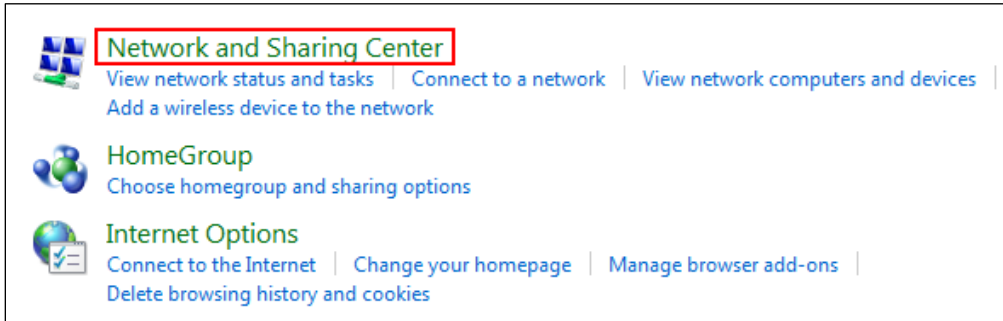 Network and Sharing Center
View network status and tasks Connect to a network View network computers and devices
Add a wireless device to the network
HomeGroup
Choose homegroup and sharing options
Internet Options
Connect to the Internet Change your homepage Manage browser add-ons
Delete browsing history and cookies